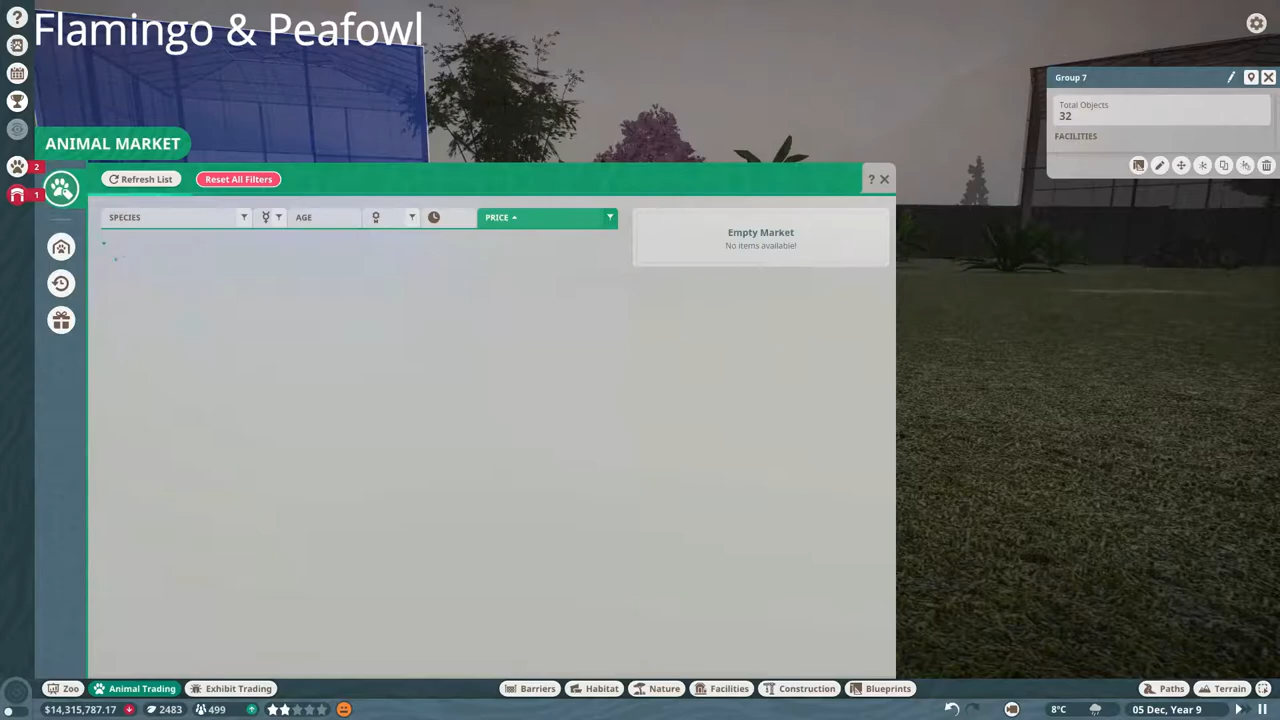 Flamingo & Peafowl
Group 7
Total Objects
32
FACILITIES
ANIMAL MARKET
2
1
Refresh List
Reset All Filters
?
SPECIES
AGE
PRICE
Empty Market
No items available!
Zoo
Animal Trading
Exhibit Trading
Barriers
Habitat
Nature
Facilities
Construction
Blueprints
Paths
Terrain
$14,315,787.17
2483
499
8°C
05 Dec, Year 9